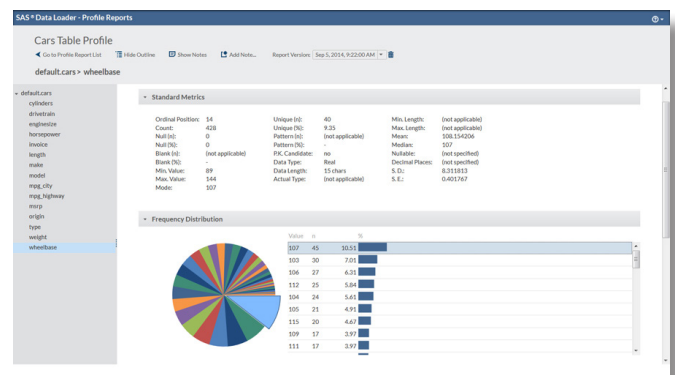 SAS ® Data Loader - Profile Reports
Cars Table Profile
Go to Profile Report List Hide Outline Show Notes Add Note... Report Version: Sep 5, 2014, 9:22:00 AM
default.cars > wheelbase
default.cars
cylinders
drivetrain
enginesize
horsepower
invoice
length
make
model
mpg_city
mpg_highway
msrp
origin
type
weight
wheelbase
Standard Metrics
Ordinal Position: 14 Unique (n): 40 Min. Length: (not applicable)
Count: 428 Unique (%): 9.35 Max. Length: (not applicable)
Null (n): 0 Pattern (n): (not applicable) Mean: 108.154206
Null (%): 0 Pattern (%): - Median: 107
Blank (n): (not applicable) P.K. Candidate: no Nullable: (not specified)
Blank (%): - Data Type: Real Decimal Places: (not specified)
Min. Value: 89 Data Length: 15 chars S. D.: 8.311813
Max. Value: 144 Actual Type: (not applicable) S. E.: 0.401767
Mode: 107
Frequency Distribution
Value n %
107 45 10.51
103 30 7.01
106 27 6.31
112 25 5.84
104 24 5.61
105 21 4.91
115 20 4.67
109 17 3.97
111 17 3.97